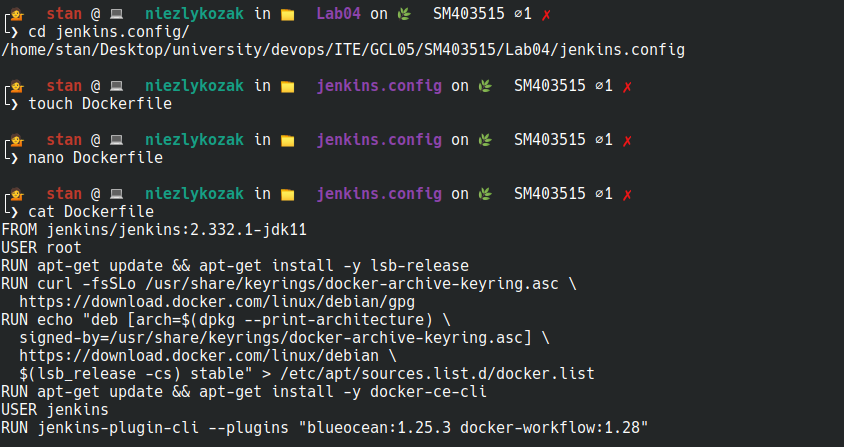 stan @ niezlykozak in Lab04 on SM403515 ⌀1 ✗
❯ cd jenkins.config/
/home/stan/Desktop/university/devops/ITE/GCL05/SM403515/Lab04/jenkins.config
stan @ niezlykozak in jenkins.config on SM403515 ⌀1 ✗
❯ touch Dockerfile
stan @ niezlykozak in jenkins.config on SM403515 ⌀1 ✗
❯ nano Dockerfile
stan @ niezlykozak in jenkins.config on SM403515 ⌀1 ✗
❯ cat Dockerfile
FROM jenkins/jenkins:2.332.1-jdk11
USER root
RUN apt-get update && apt-get install -y lsb-release
RUN curl -fsSLo /usr/share/keyrings/docker-archive-keyring.asc \
  https://download.docker.com/linux/debian/gpg
RUN echo "deb [arch=$(dpkg --print-architecture) \
  signed-by=/usr/share/keyrings/docker-archive-keyring.asc] \
  https://download.docker.com/linux/debian \
  $(lsb_release -cs) stable" > /etc/apt/sources.list.d/docker.list
RUN apt-get update && apt-get install -y docker-ce-cli
USER jenkins
RUN jenkins-plugin-cli --plugins "blueocean:1.25.3 docker-workflow:1.28"